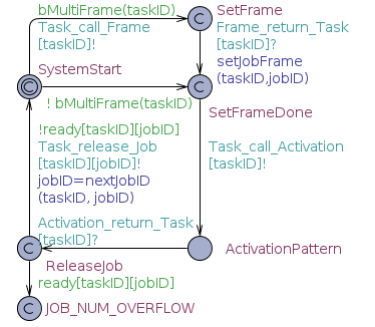 bMultiFrame(taskID)
Task_call_Frame
[taskID]!
SetFrame
Frame_return_Task
[taskID]?
setJobFrame
(taskID,jobID)
SystemStart
! bMultiFrame(taskID)
SetFrameDone
!ready[taskID][jobID]
Task_release_Job
[taskID][jobID]!
jobID=nextJobID
(taskID, jobID)
Task_call_Activation
[taskID]!
Activation_return_Task
[taskID]?
ActivationPattern
ReleaseJob
ready[taskID][jobID]
JOB_NUM_OVERFLOW
C
C
C
C
C